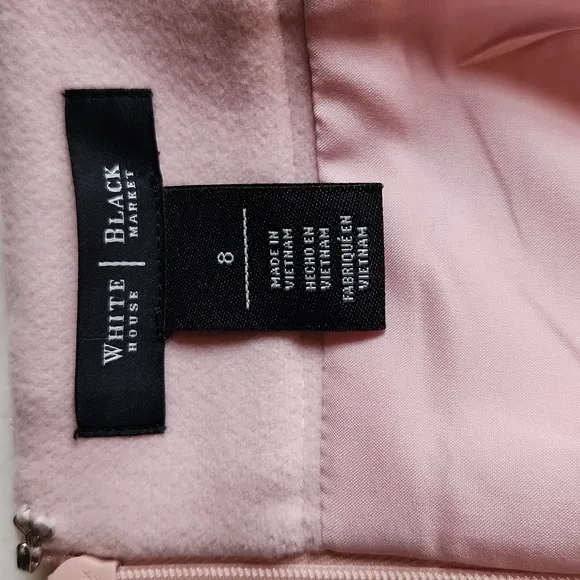 WHITE | BLACK
HOUSE MARKET
8
MADE IN
VIETNAM
HECHO EN
VIETNAM
FABRIQUÉ EN
VIETNAM